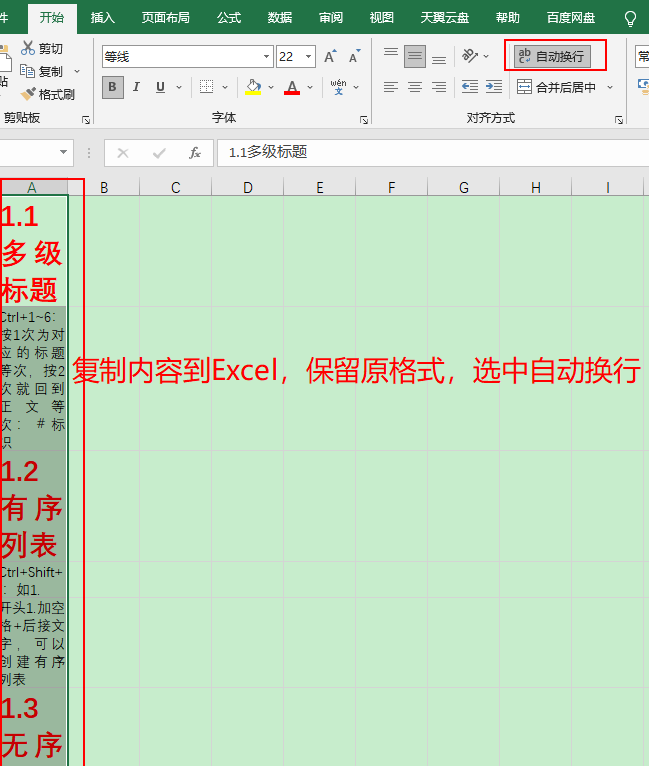 件 开始 插入 页面布局 公式 数据 审阅 视图 天翼云盘 帮助 百度网盘
剪切
复制
格式刷
贴
剪贴板
等线 22 A A
B I U A wén 文
字体
ab 自动换行
合并后居中
对齐方式
常
fx 1.1多级标题
A B C D E F G H I
1.1
多级
标题
Ctrl+1~6：
按1次为对
应的标题
等次，按2
次就回到
正文等
次：#标
识
复制内容到Excel，保留原格式，选中自动换行
1.2
有序
列表
Ctrl+Shift+
：如1.
开头1.加空
格+后接文
字，可以
创建有序
列表
1.3
无序